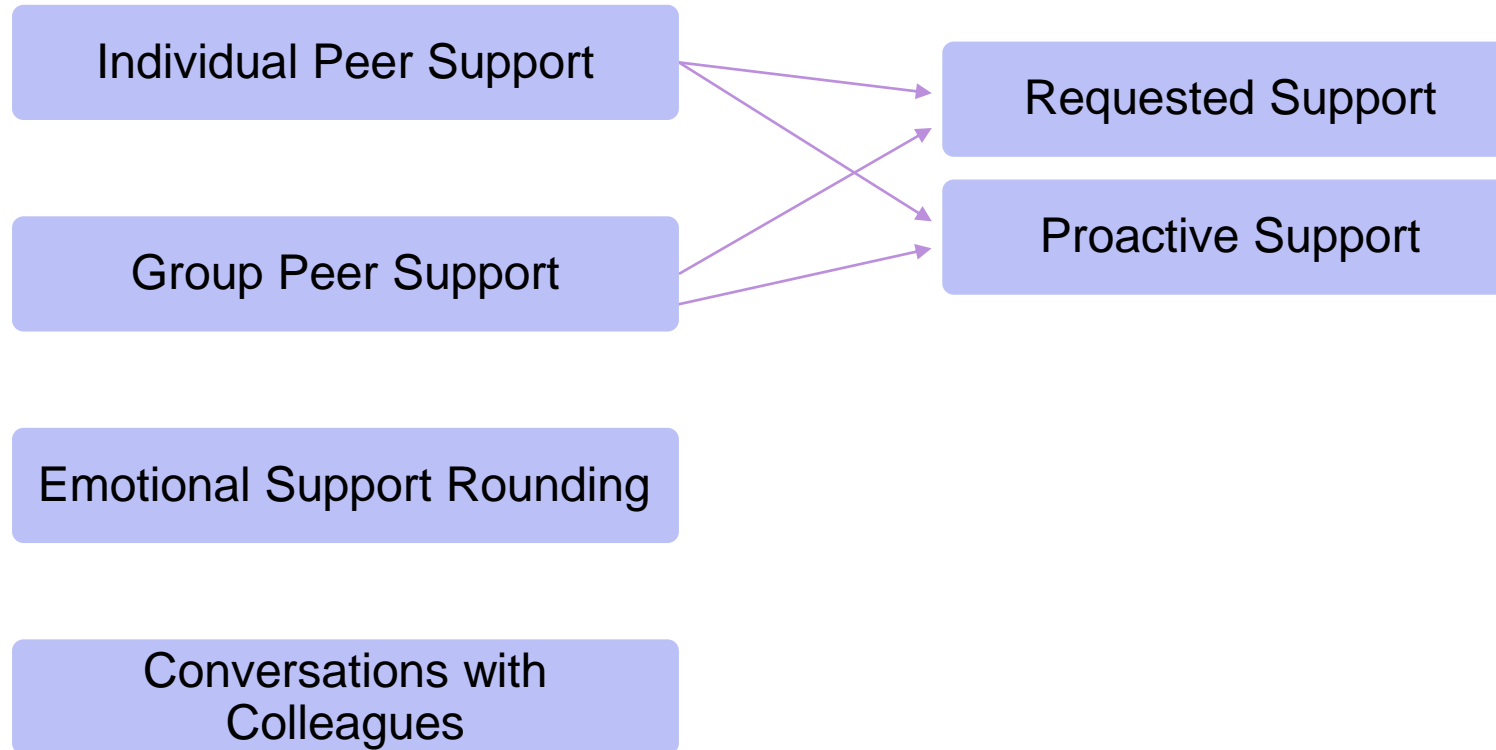 Individual Peer Support
Group Peer Support
Emotional Support Rounding
Conversations with
Colleagues
Requested Support
Proactive Support